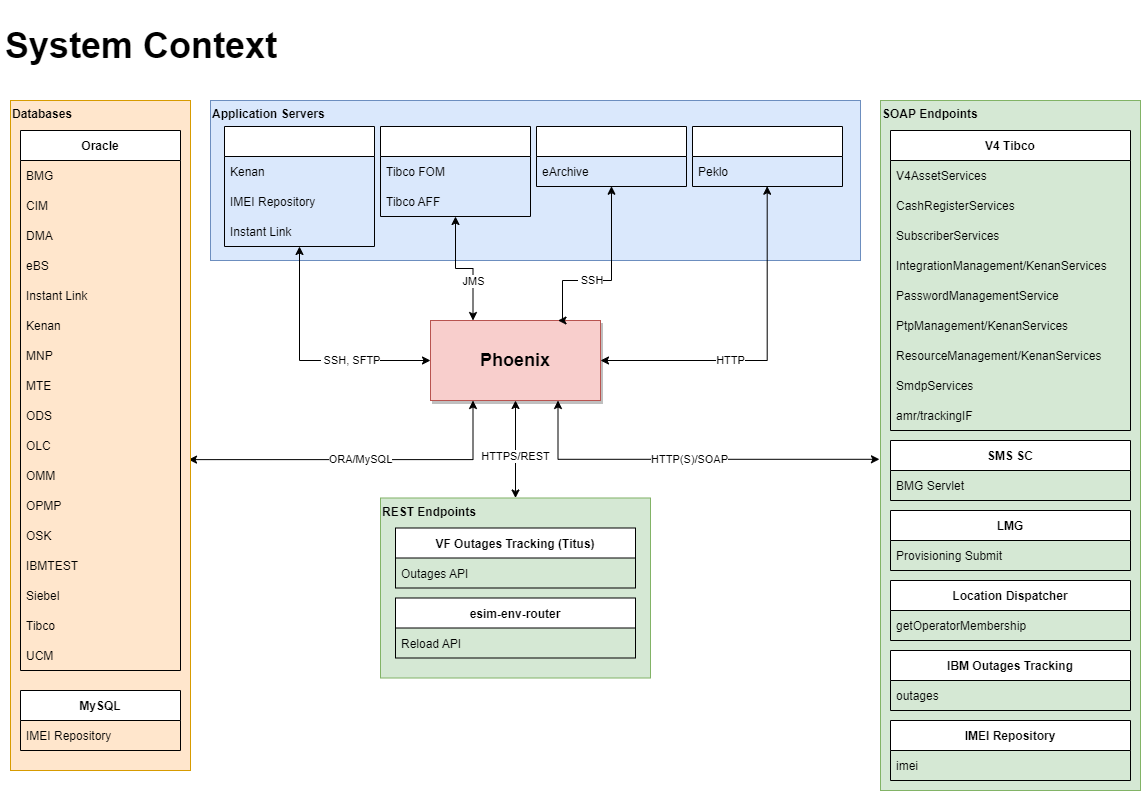 System Context
Databases
Oracle
BMG
CIM
DMA
eBS
Instant Link
Kenan
MNP
MTE
ODS
OLC
OMM
OPMP
OSK
IBMTEST
Siebel
Tibco
UCM
MySQL
IMEI Repository
Application Servers
Kenan
IMEI Repository
Instant Link
Tibco FOM
Tibco AFF
eArchive
Peklo
JMS
SSH
SSH, SFTP
Phoenix
HTTP
ORA/MySQL
HTTPS/REST
HTTP(S)/SOAP
REST Endpoints
VF Outages Tracking (Titus)
Outages API
esim-env-router
Reload API
SOAP Endpoints
V4 Tibco
V4AssetServices
CashRegisterServices
SubscriberServices
IntegrationManagement/KenanServices
PasswordManagementService
PtpManagement/KenanServices
ResourceManagement/KenanServices
SmdpServices
amr/trackingIF
SMS SC
BMG Servlet
LMG
Provisioning Submit
Location Dispatcher
getOperatorMembership
IBM Outages Tracking
outages
IMEI Repository
imei